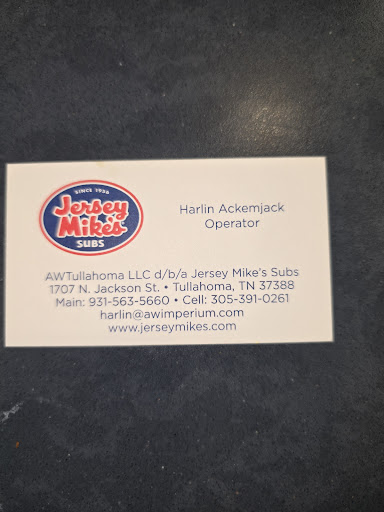 SINCE 1956
Jersey
Mike's
SUBS
Harlin Ackemjack
Operator
AWTullahoma LLC d/b/a Jersey Mike's Subs
1707 N. Jackson St. • Tullahoma, TN 37388
Main: 931-563-5660 • Cell: 305-391-0261
harlin@awimperium.com
www.jerseymikes.com